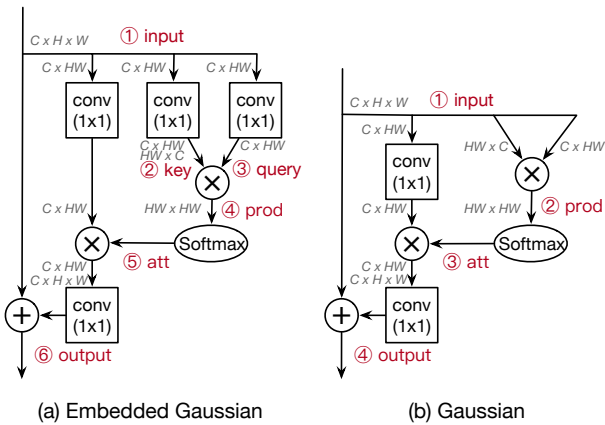 C x H x W
① input
C x HW
C x HW
C x HW
conv
(1x1)
conv
(1x1)
conv
(1x1)
C x HW
HW x C
C x HW
② key
③ query
×
HW x HW
④ prod
C x HW
×
Softmax
⑤ att
C x HW
C x H x W
conv
(1x1)
+
⑥ output
(a) Embedded Gaussian
C x H x W
① input
C x HW
HW x C
C x HW
conv
(1x1)
×
② prod
C x HW
HW x HW
×
Softmax
③ att
C x HW
C x H x W
conv
(1x1)
+
④ output
(b) Gaussian